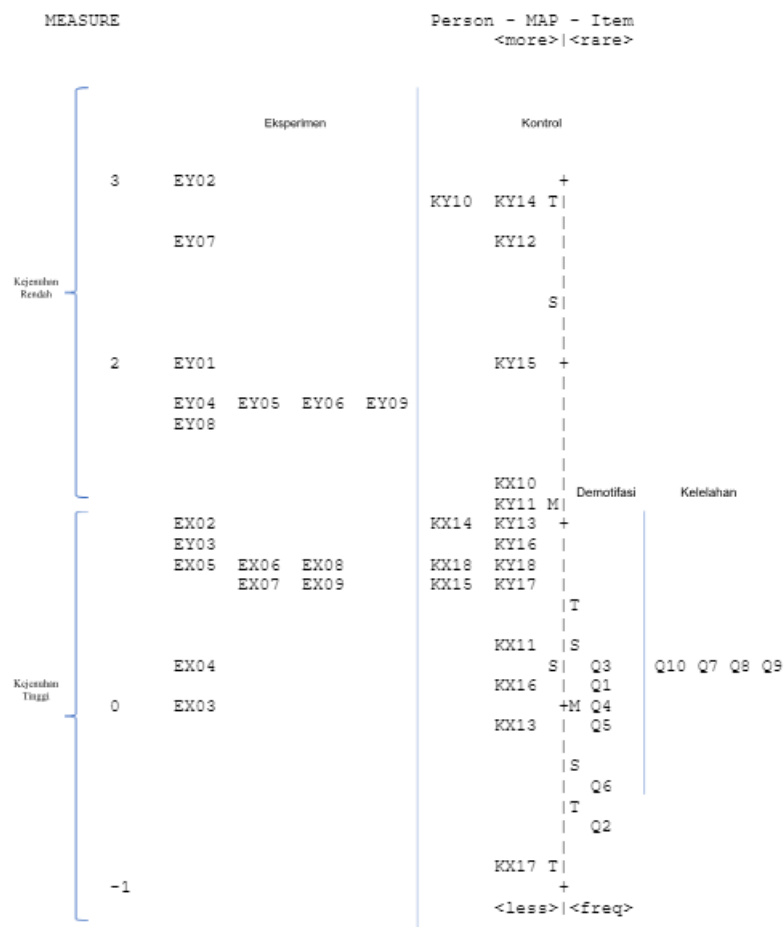 MEASURE Person - MAP - Item
<more>|<rare>
Eksperimen Kontrol
3 EY02 +
KY10 KY14 T|
EY07 KY12 |
Kejenuhan
Rendah
S|
2 EY01 KY15 +
EY04 EY05 EY06 EY09 |
EY08 |
KX10 |
Demotifasi Kelelahan
KY11 M|
EX02 KX14 KY13 +
EY03 KY16 |
EX05 EX06 EX08 KX18 KY18 |
EX07 EX09 KX15 KY17 |
|T
KX11 |S
EX04 S| Q3 Q10 Q7 Q8 Q9
Kejenuhan
Tinggi
KX16 | Q1
0 EX03 +M Q4
KX13 | Q5
|S
| Q6
|T
| Q2
KX17 T|
-1 +
<less>|<freq>